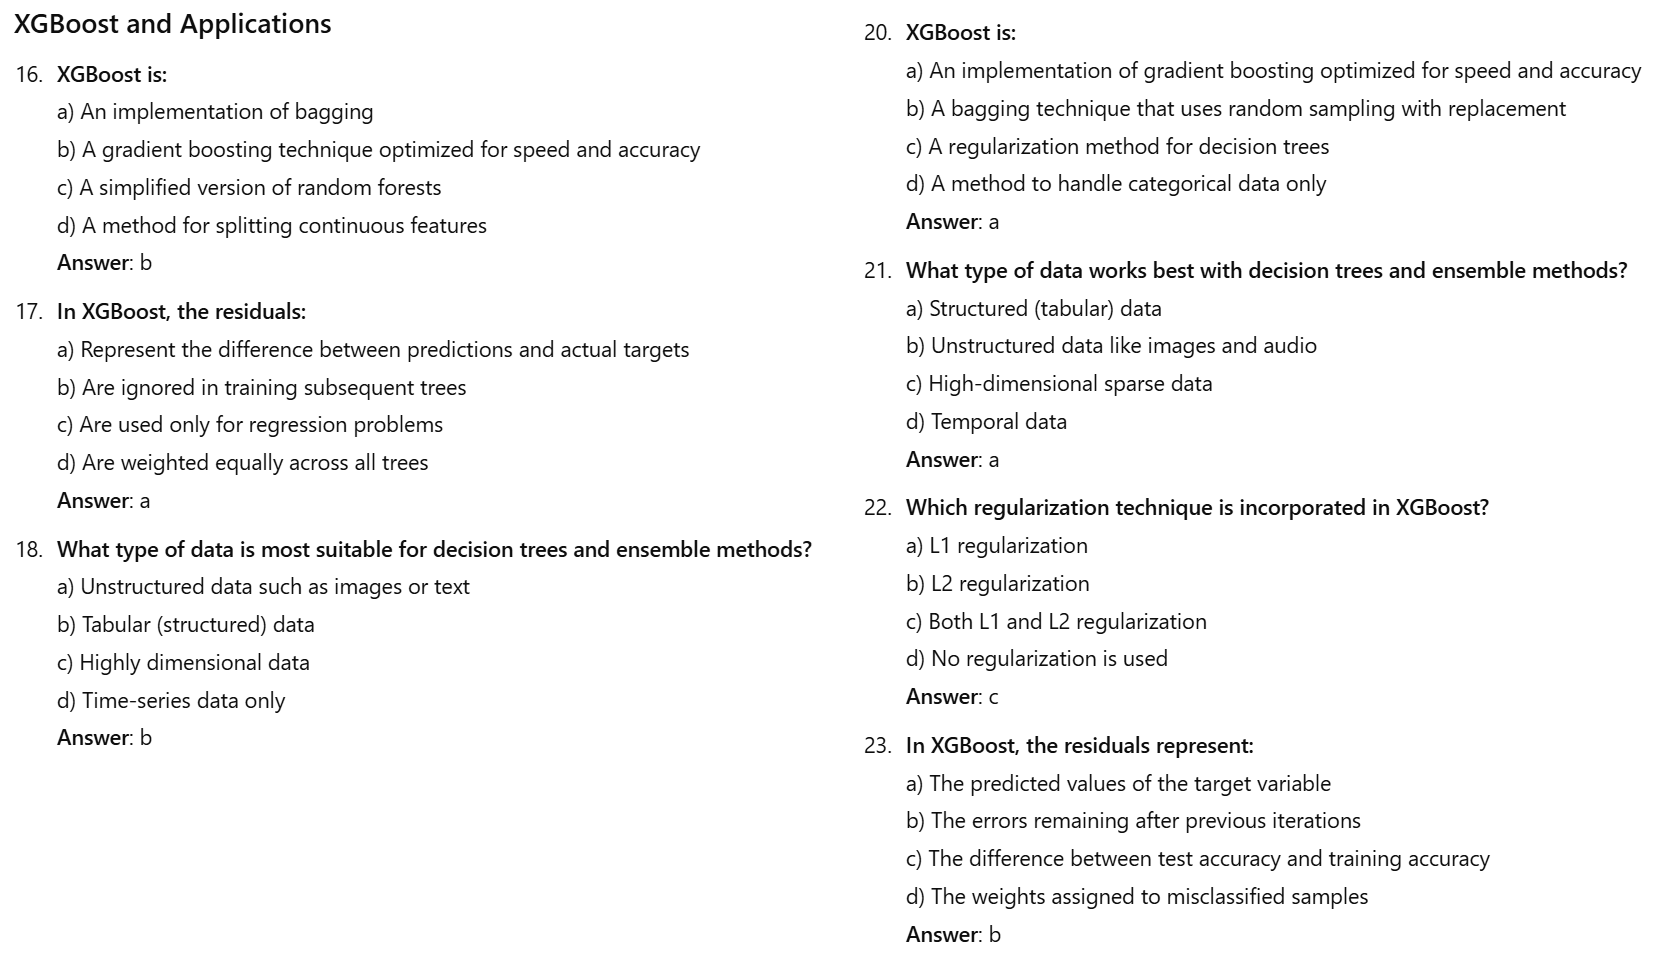 XGBoost and Applications
16. XGBoost is:
a) An implementation of bagging
b) A gradient boosting technique optimized for speed and accuracy
c) A simplified version of random forests
d) A method for splitting continuous features
Answer: b
17. In XGBoost, the residuals:
a) Represent the difference between predictions and actual targets
b) Are ignored in training subsequent trees
c) Are used only for regression problems
d) Are weighted equally across all trees
Answer: a
18. What type of data is most suitable for decision trees and ensemble methods?
a) Unstructured data such as images or text
b) Tabular (structured) data
c) Highly dimensional data
d) Time-series data only
Answer: b
20. XGBoost is:
a) An implementation of gradient boosting optimized for speed and accuracy
b) A bagging technique that uses random sampling with replacement
c) A regularization method for decision trees
d) A method to handle categorical data only
Answer: a
21. What type of data works best with decision trees and ensemble methods?
a) Structured (tabular) data
b) Unstructured data like images and audio
c) High-dimensional sparse data
d) Temporal data
Answer: a
22. Which regularization technique is incorporated in XGBoost?
a) L1 regularization
b) L2 regularization
c) Both L1 and L2 regularization
d) No regularization is used
Answer: c
23. In XGBoost, the residuals represent:
a) The predicted values of the target variable
b) The errors remaining after previous iterations
c) The difference between test accuracy and training accuracy
d) The weights assigned to misclassified samples
Answer: b